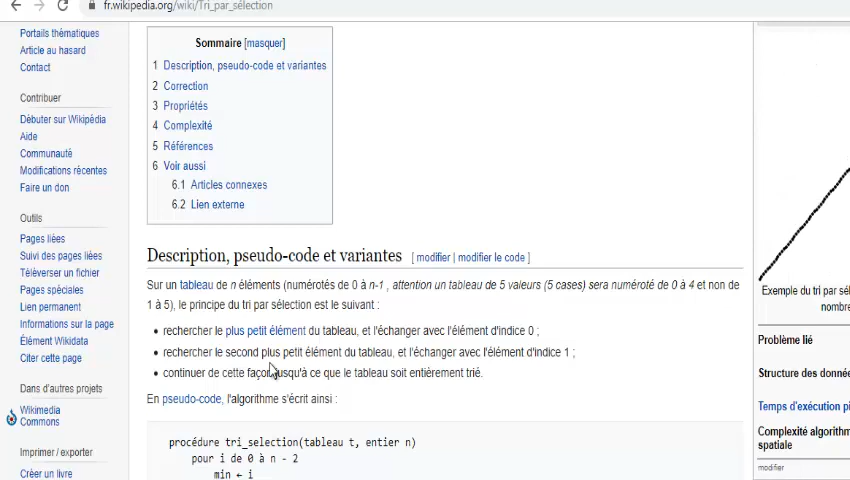 fr.wikipedia.org/wiki/Tri_par_sélection
Portails thématiques
Article au hasard
Contact
Contribuer
Débuter sur Wikipédia
Aide
Communauté
Modifications récentes
Faire un don
Outils
Pages liées
Suivi des pages liées
Téléverser un fichier
Pages spéciales
Lien permanent
Informations sur la page
Élément Wikidata
Citer cette page
Dans d'autres projets
Wikimedia
Commons
Imprimer / exporter
Créer un livre
Sommaire [masquer]
1 Description, pseudo-code et variantes
2 Correction
3 Propriétés
4 Complexité
5 Références
6 Voir aussi
6.1 Articles connexes
6.2 Lien externe
Description, pseudo-code et variantes [ modifier | modifier le code ]
Sur un tableau de n éléments (numérotés de 0 à n-1 , attention un tableau de 5 valeurs (5 cases) sera numéroté de 0 à 4 et non de
1 à 5), le principe du tri par sélection est le suivant :
• rechercher le plus petit élément du tableau, et l'échanger avec l'élément d'indice 0 ;
• rechercher le second plus petit élément du tableau, et l'échanger avec l'élément d'indice 1 ;
• continuer de cette façon jusqu'à ce que le tableau soit entièrement trié.
En pseudo-code, l'algorithme s'écrit ainsi :
procédure tri_selection(tableau t, entier n)
pour i de 0 à n - 2
min ← i
Exemple du tri par sé
nombre
Problème lié
Structure des donnée
Temps d'exécution pi
Complexité algorithm
spatiale
modifier